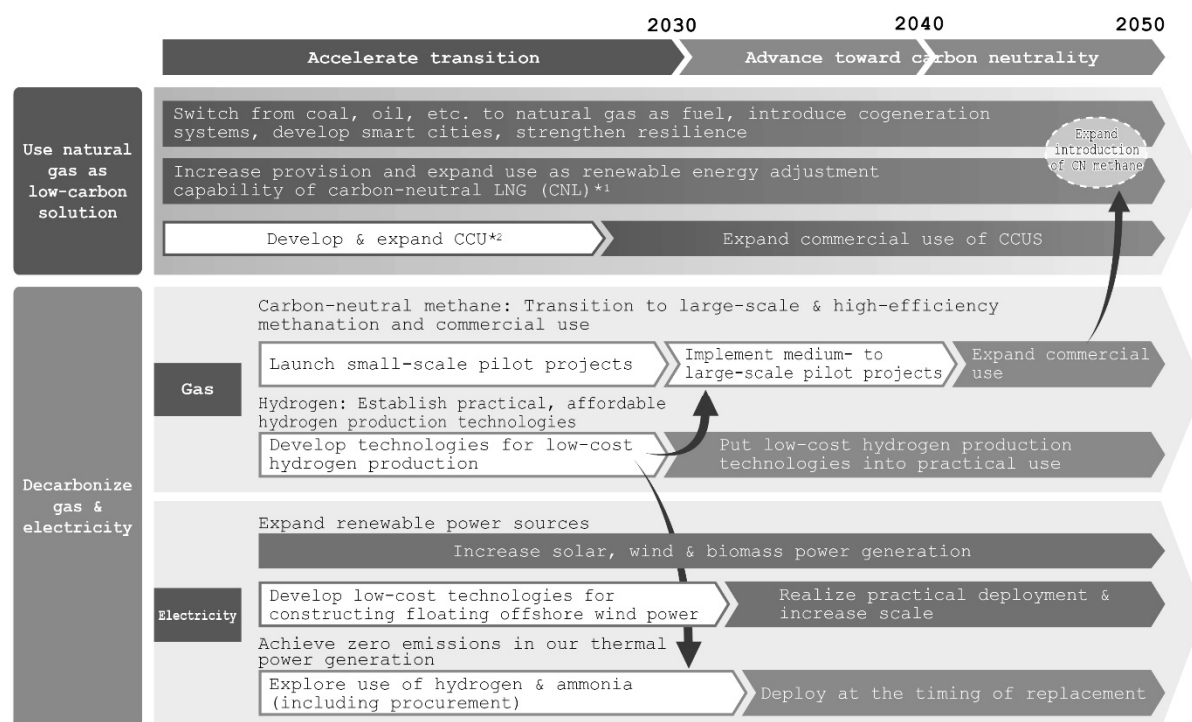 2030
2040
2050
Accelerate transition
Advance toward carbon neutrality
Use natural
gas as
low-carbon
solution
Switch from coal, oil, etc. to natural gas as fuel, introduce cogeneration
systems, develop smart cities, strengthen resilience
Expand
introduction
of CN methane
Increase provision and expand use as renewable energy adjustment
capability of carbon-neutral LNG (CNL)*1
Develop & expand CCU*2
Expand commercial use of CCUS
Decarbonize
gas &
electricity
Gas
Carbon-neutral methane: Transition to large-scale & high-efficiency
methanation and commercial use
Launch small-scale pilot projects
Implement medium- to
large-scale pilot projects
Expand commercial
use
Hydrogen: Establish practical, affordable
hydrogen production technologies
Develop technologies for low-cost
hydrogen production
Put low-cost hydrogen production
technologies into practical use
Electricity
Expand renewable power sources
Increase solar, wind & biomass power generation
Develop low-cost technologies for
constructing floating offshore wind power
Realize practical deployment &
increase scale
Achieve zero emissions in our thermal
power generation
Explore use of hydrogen & ammonia
(including procurement)
Deploy at the timing of replacement